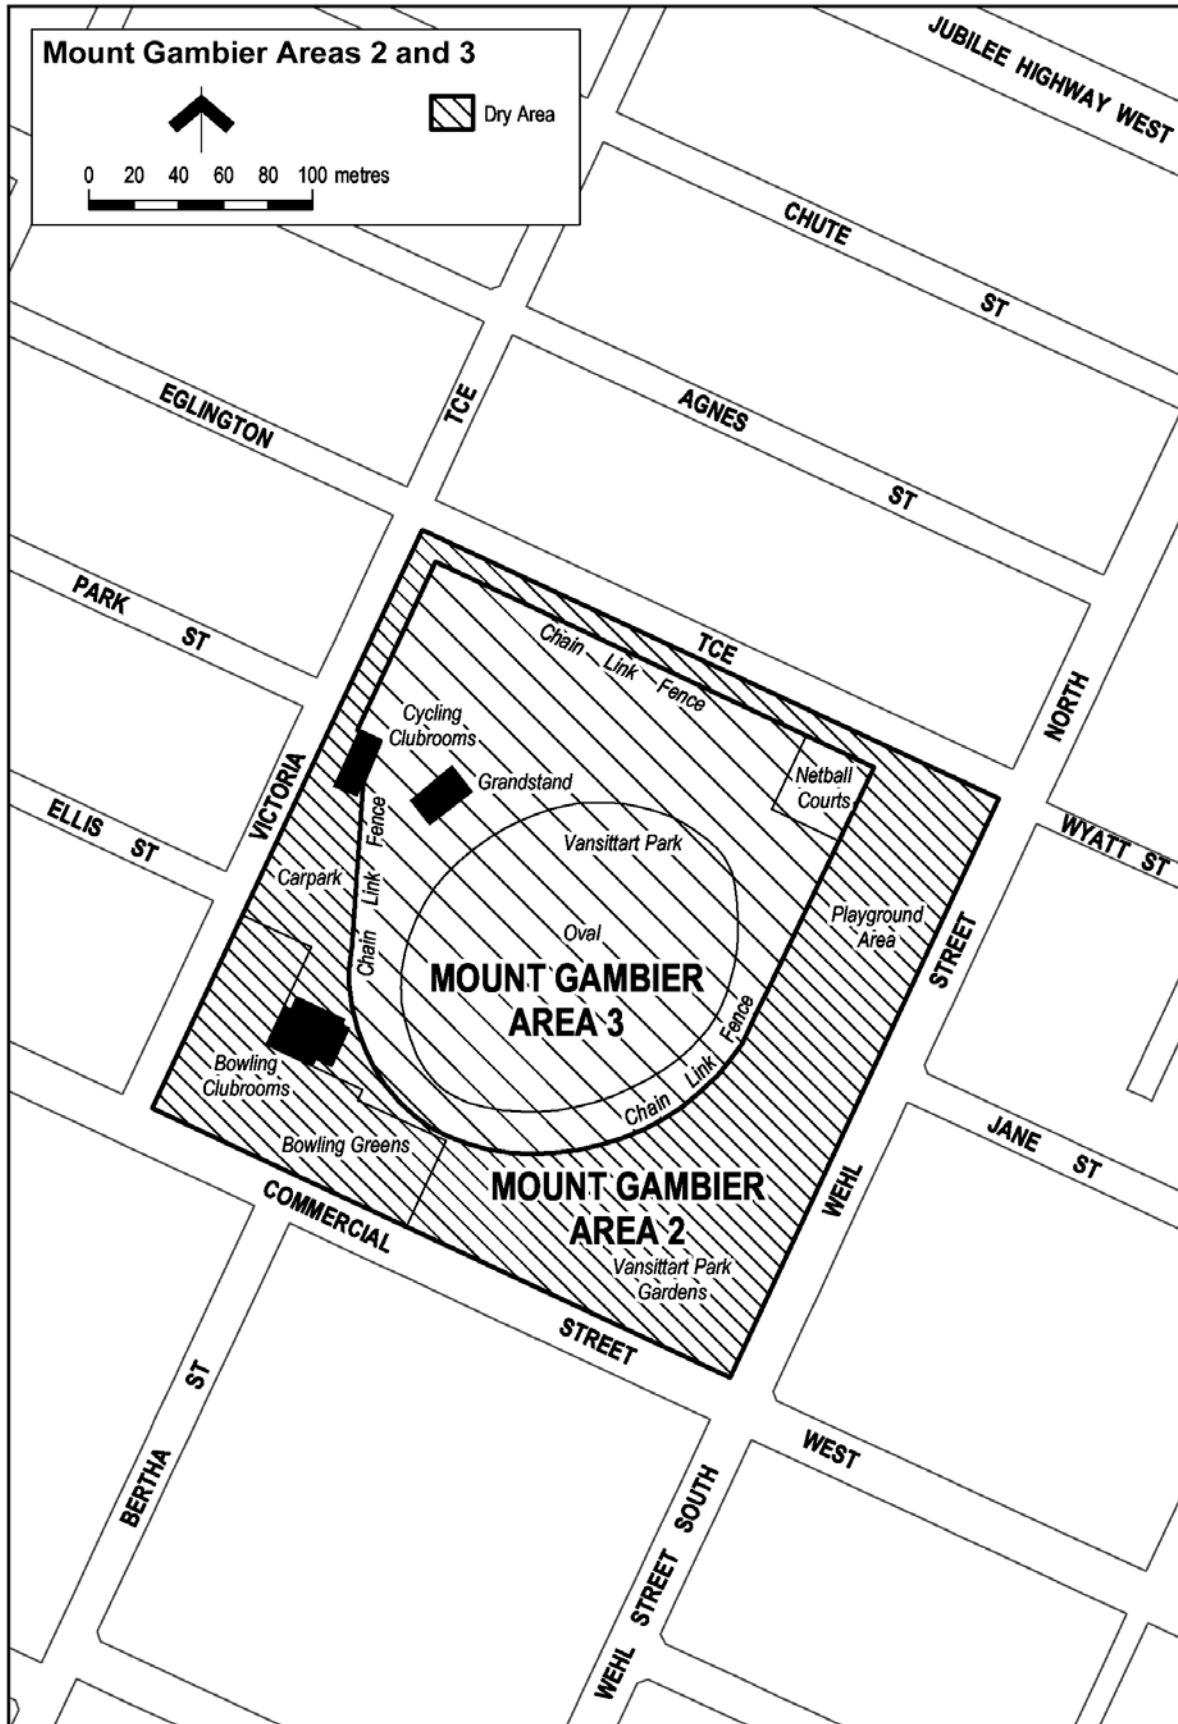 Mount Gambier Areas 2 and 3
Dry Area
0 20 40 60 80 100 metres
JUBILEE HIGHWAY WEST
CHUTE ST
AGNES ST
EGLINGTON TCE
VICTORIA TCE
PARK ST
ELLIS ST
Chain Link Fence
Cycling
Clubrooms
Grandstand
Netball
Courts
Vansittart Park
Carpark
Chain Link Fence
Oval
Playground
Area
MOUNT GAMBIER
AREA 3
Chain Link Fence
Bowling
Clubrooms
Bowling Greens
MOUNT GAMBIER
AREA 2
Vansittart Park
Gardens
WEHL STREET NORTH
WYATT ST
JANE ST
COMMERCIAL STREET WEST
BERTHA ST
WEHL STREET SOUTH